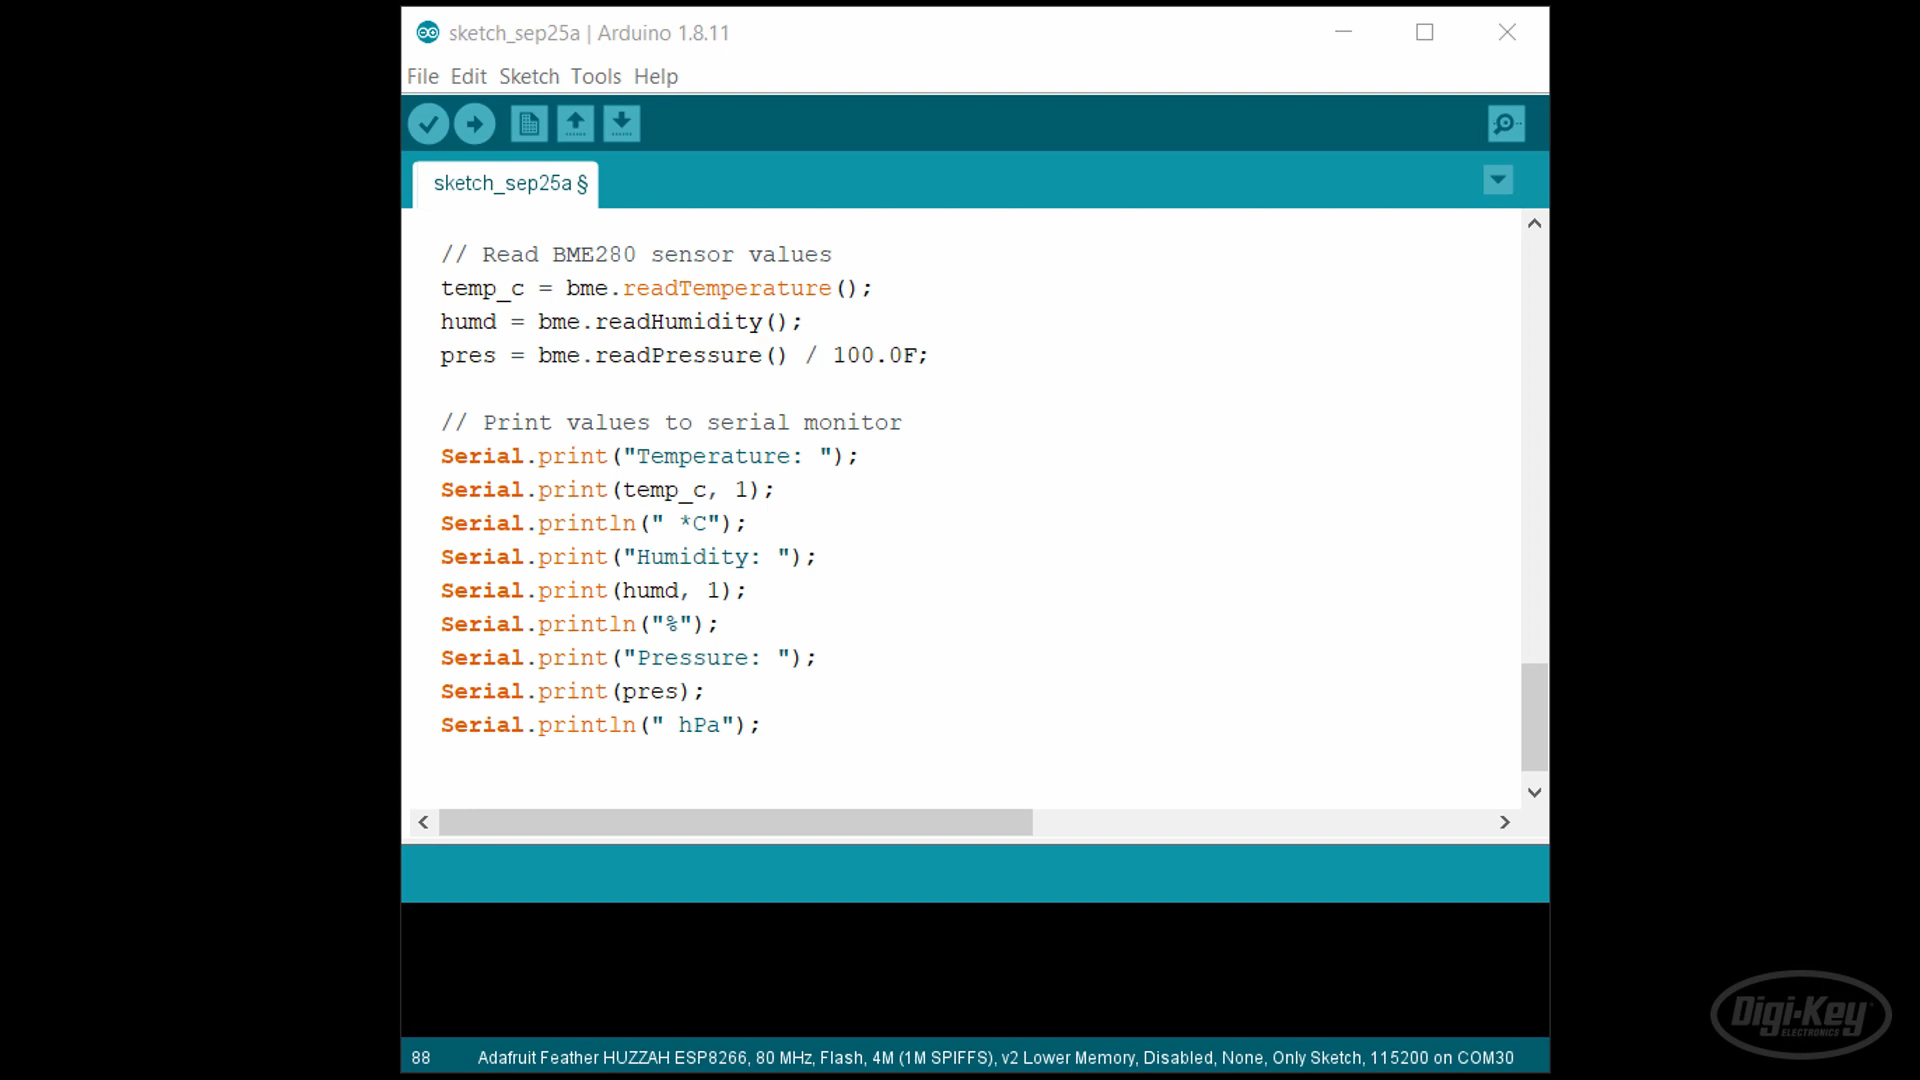 sketch_sep25a | Arduino 1.8.11
File Edit Sketch Tools Help
sketch_sep25a §
// Read BME280 sensor values
temp_c = bme.readTemperature();
humd = bme.readHumidity();
pres = bme.readPressure() / 100.0F;
// Print values to serial monitor
Serial.print("Temperature: ");
Serial.print(temp_c, 1);
Serial.println(" *C");
Serial.print("Humidity: ");
Serial.print(humd, 1);
Serial.println("%");
Serial.print("Pressure: ");
Serial.print(pres);
Serial.println(" hPa");
88 Adafruit Feather HUZZAH ESP8266, 80 MHz, Flash, 4M (1M SPIFFS), v2 Lower Memory, Disabled, None, Only Sketch, 115200 on COM30
Digi-Key
ELECTRONICS